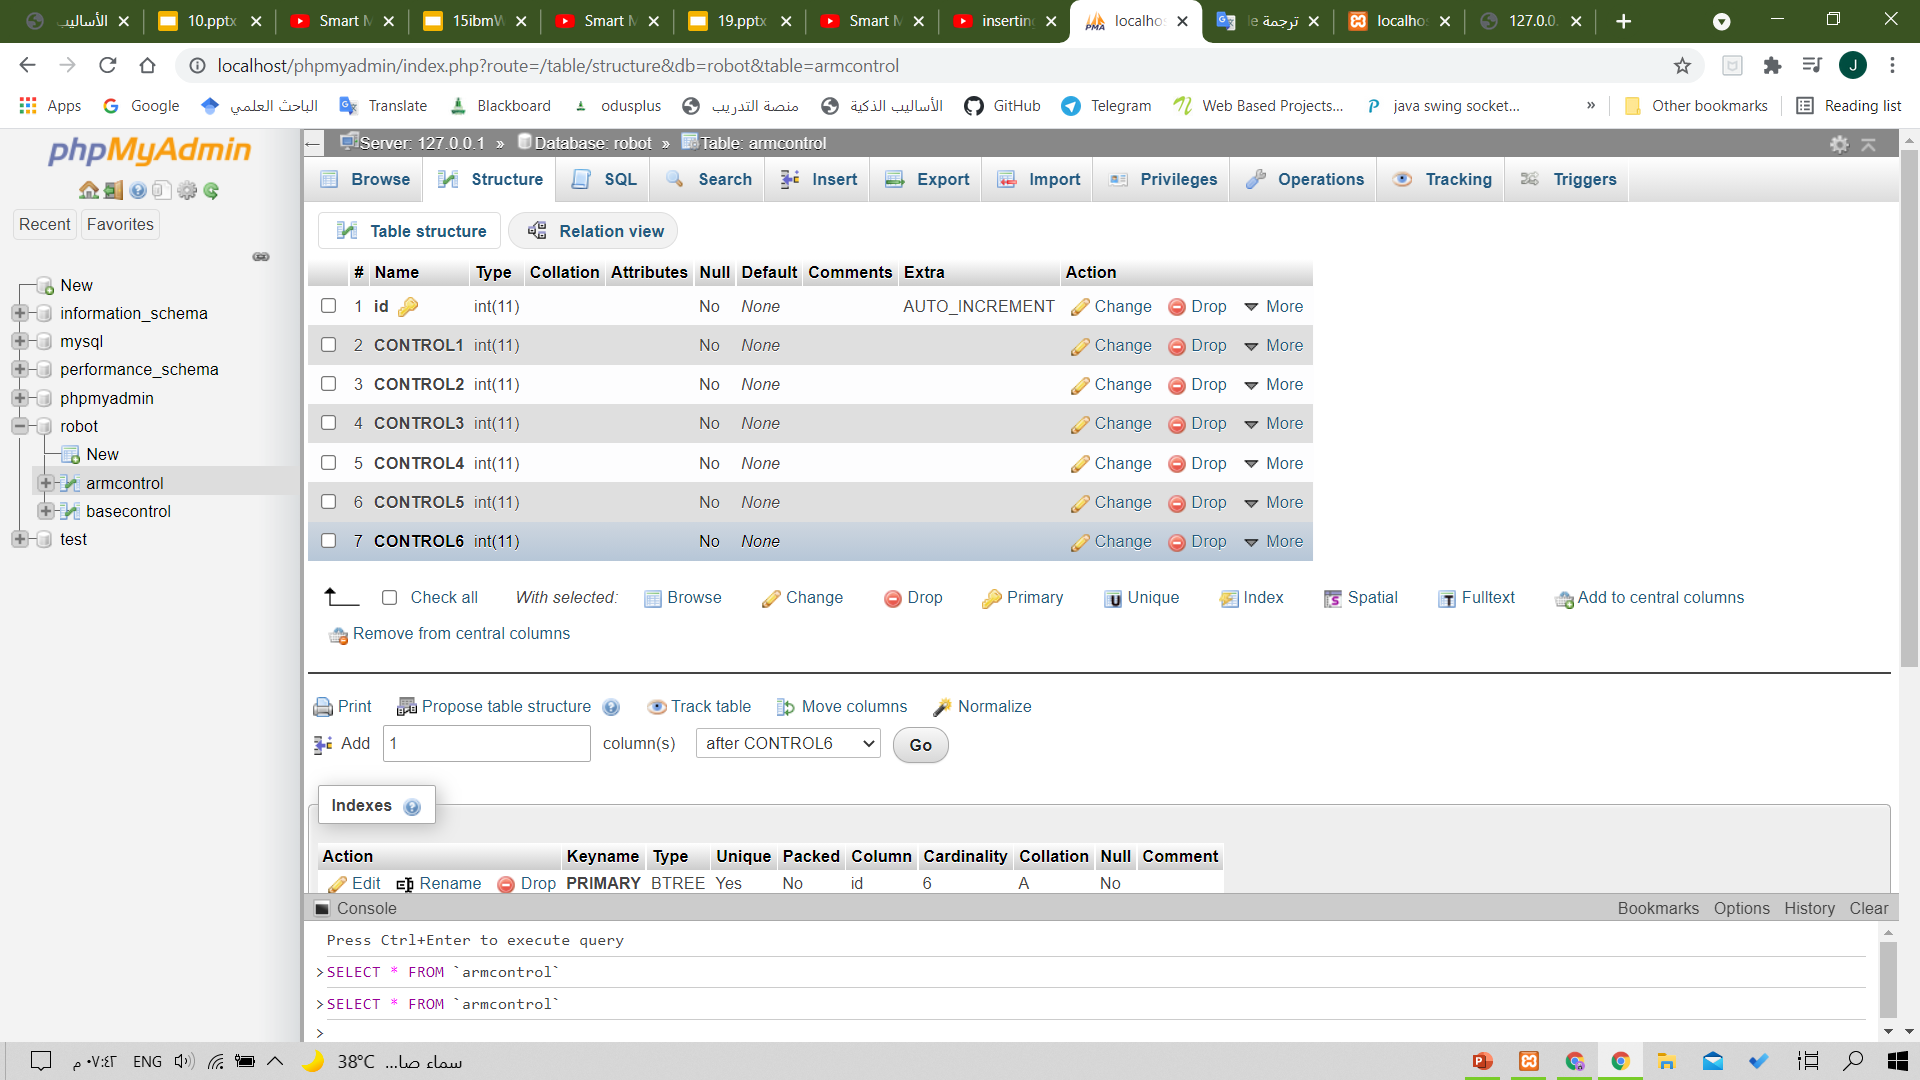 الأساليب
10.pptx
Smart M
15ibmW
Smart M
19.pptx
Smart M
inserting
localhos
ترجمة le
localhos
127.0.0.
localhost/phpmyadmin/index.php?route=/table/structure&db=robot&table=armcontrol
J
Apps Google الباحث العلمي Translate Blackboard odusplus منصة التدريب الأساليب الذكية GitHub Telegram Web Based Projects... java swing socket... » Other bookmarks Reading list
phpMyAdmin
Recent Favorites
New
information_schema
mysql
performance_schema
phpmyadmin
robot
New
armcontrol
basecontrol
test
Server: 127.0.0.1 » Database: robot » Table: armcontrol
Browse Structure SQL Search Insert Export Import Privileges Operations Tracking Triggers
Table structure Relation view
# Name Type Collation Attributes Null Default Comments Extra Action
1 id int(11) No None AUTO_INCREMENT Change Drop More
2 CONTROL1 int(11) No None Change Drop More
3 CONTROL2 int(11) No None Change Drop More
4 CONTROL3 int(11) No None Change Drop More
5 CONTROL4 int(11) No None Change Drop More
6 CONTROL5 int(11) No None Change Drop More
7 CONTROL6 int(11) No None Change Drop More
Check all With selected: Browse Change Drop Primary Unique Index Spatial Fulltext Add to central columns
Remove from central columns
Print Propose table structure Track table Move columns Normalize
Add 1 column(s) after CONTROL6 Go
Indexes
Action Keyname Type Unique Packed Column Cardinality Collation Null Comment
Edit Rename Drop PRIMARY BTREE Yes No id 6 A No
Console Bookmarks Options History Clear
Press Ctrl+Enter to execute query
>SELECT * FROM `armcontrol`
>SELECT * FROM `armcontrol`
>
٠٧:٤٢ م ENG 38°C سماء صا...